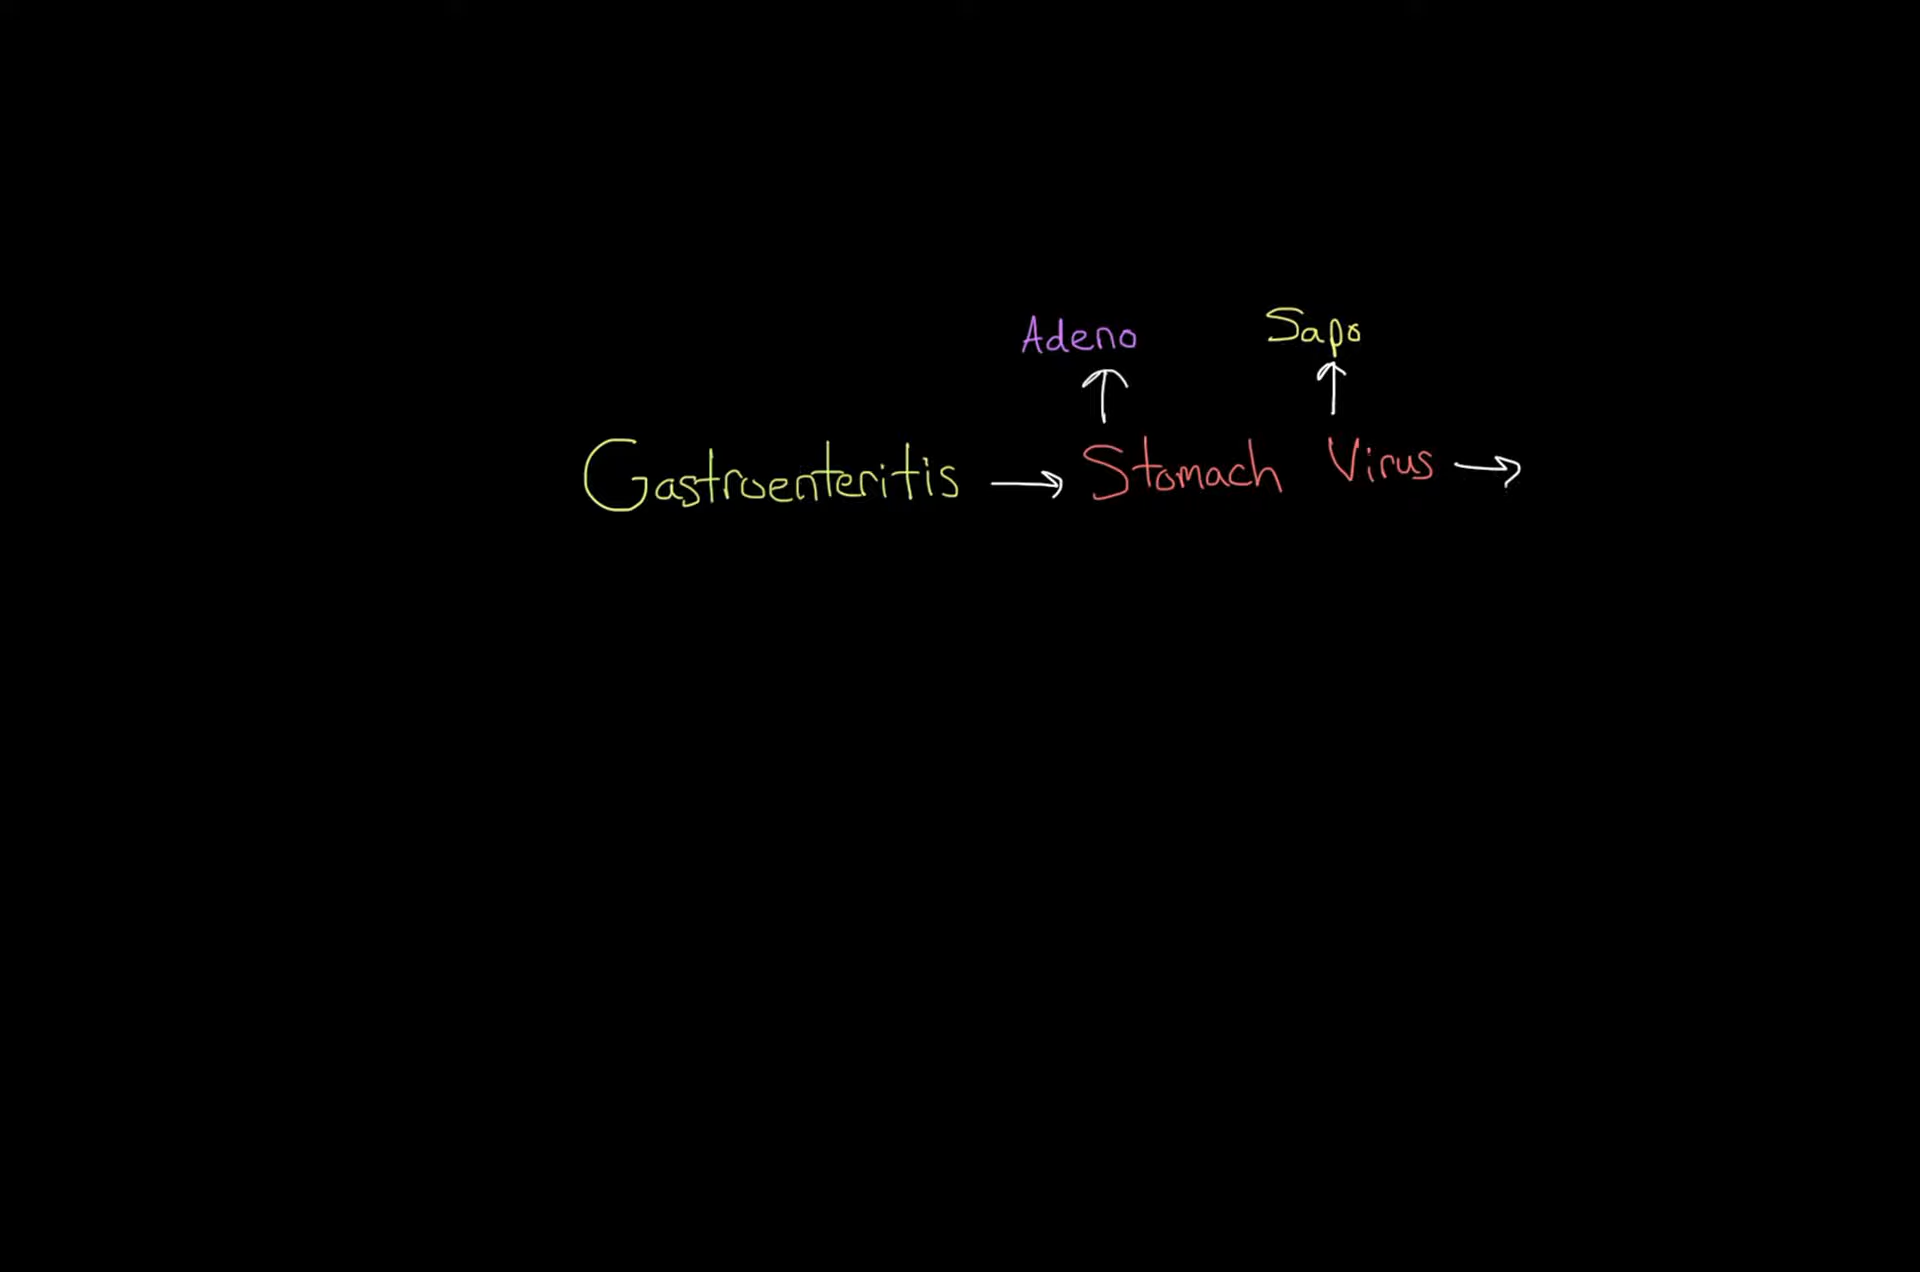 Adeno Sapo
Gastroenteritis → Stomach Virus →